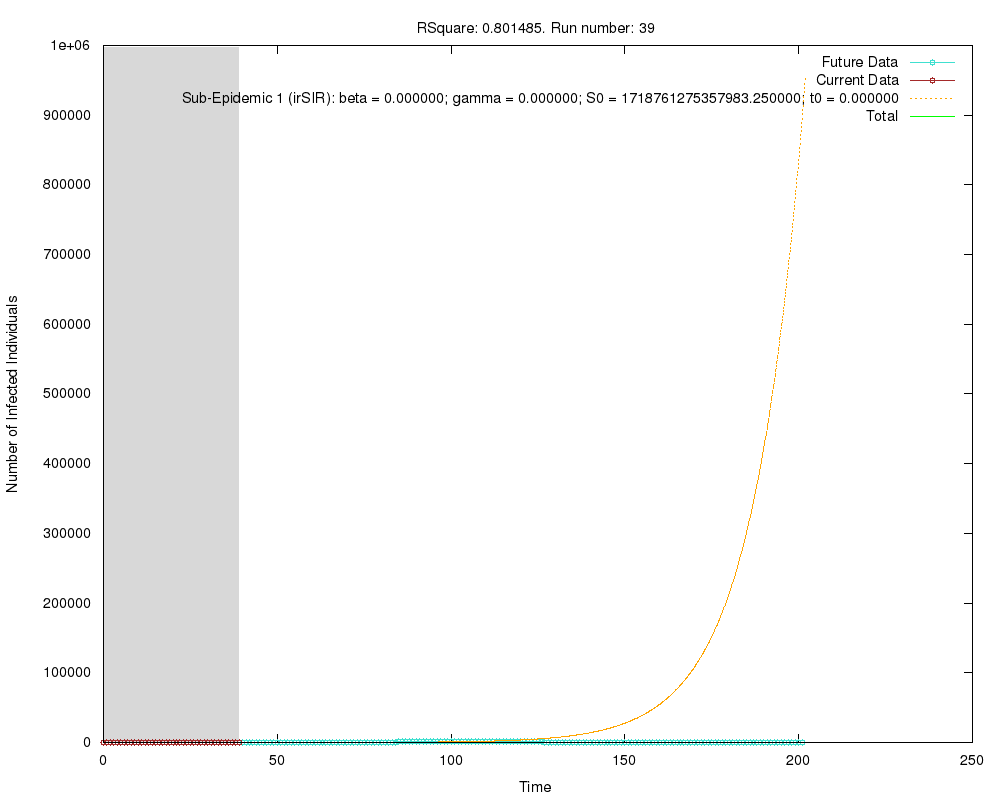 RSquare: 0.801485. Run number: 39
1e+06
900000
800000
700000
600000
500000
400000
300000
200000
100000
0
Number of Infected Individuals
Future Data
Current Data
Sub-Epidemic 1 (irSIR): beta = 0.000000; gamma = 0.000000; S0 = 1718761275357983.250000; t0 = 0.000000
Total
0
50
100
150
200
250
Time